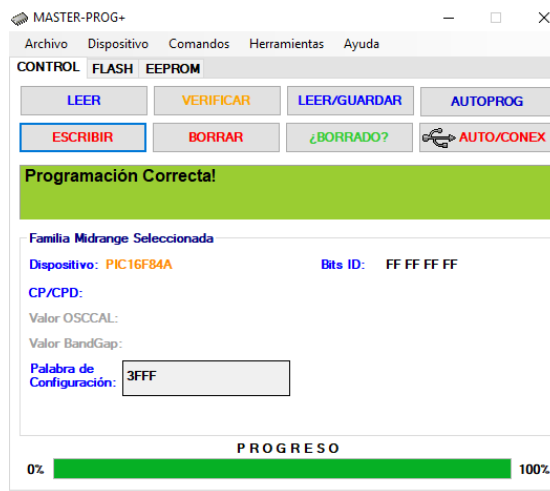 MASTER-PROG+
Archivo Dispositivo Comandos Herramientas Ayuda
CONTROL FLASH EEPROM
LEER VERIFICAR LEER/GUARDAR AUTOPROG
ESCRIBIR BORRAR ¿BORRADO? AUTO/CONEX
Programación Correcta!
Familia Midrange Seleccionada
Dispositivo: PIC16F84A Bits ID: FF FF FF FF
CP/CPD:
Valor OSCCAL:
Valor BandGap:
Palabra de
Configuración: 3FFF
PROGRESO
0% 100%